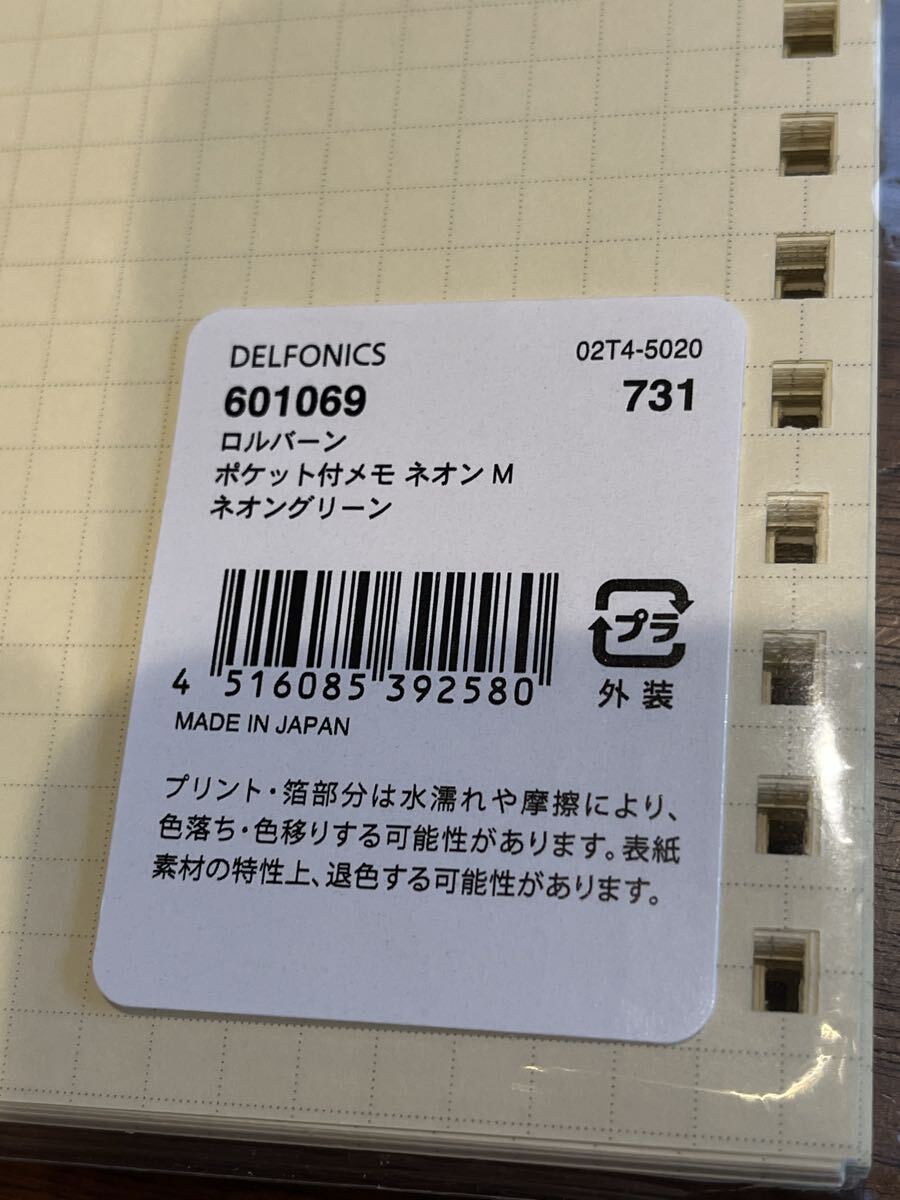 DELFONICS 02T4-5020
601069 731
ロルバーン
ポケット付メモ ネオン M
ネオングリーン
プラ
外装
4 516085 392580
MADE IN JAPAN
プリント・箔部分は水濡れや摩擦により、
色落ち・色移りする可能性があります。表紙
素材の特性上、退色する可能性があります。